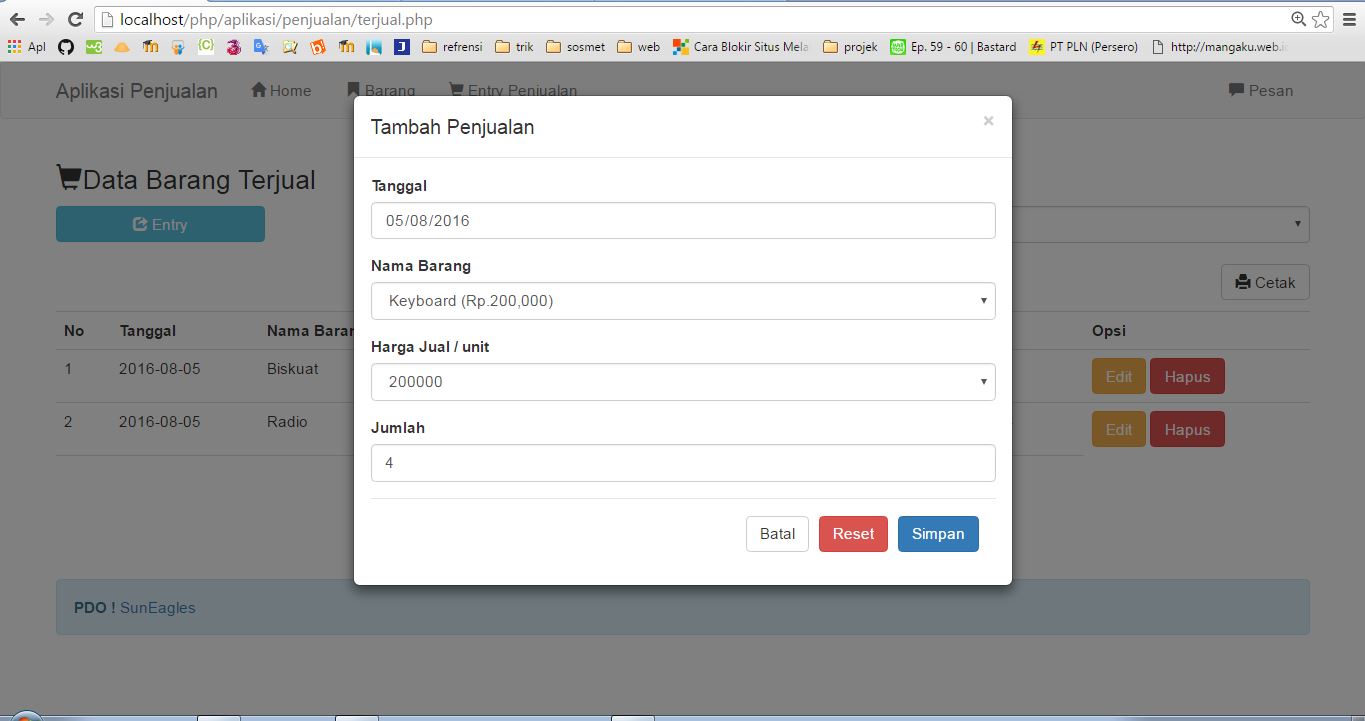 localhost/php/aplikasi/penjualan/terjual.php
Apl refrensi trik sosmet web Cara Blokir Situs Mela projek Ep. 59 - 60 | Bastard PT PLN (Persero) http://mangaku.web.i
Aplikasi Penjualan Home Barang Entry Penjualan Pesan
Tambah Penjualan ×
Data Barang Terjual
Entry
Tanggal
05/08/2016
Nama Barang
Keyboard (Rp.200,000)
Harga Jual / unit
200000
Jumlah
4
Batal Reset Simpan
Cetak
No Tanggal Nama Baran Opsi
1 2016-08-05 Biskuat Edit Hapus
2 2016-08-05 Radio Edit Hapus
PDO ! SunEagles